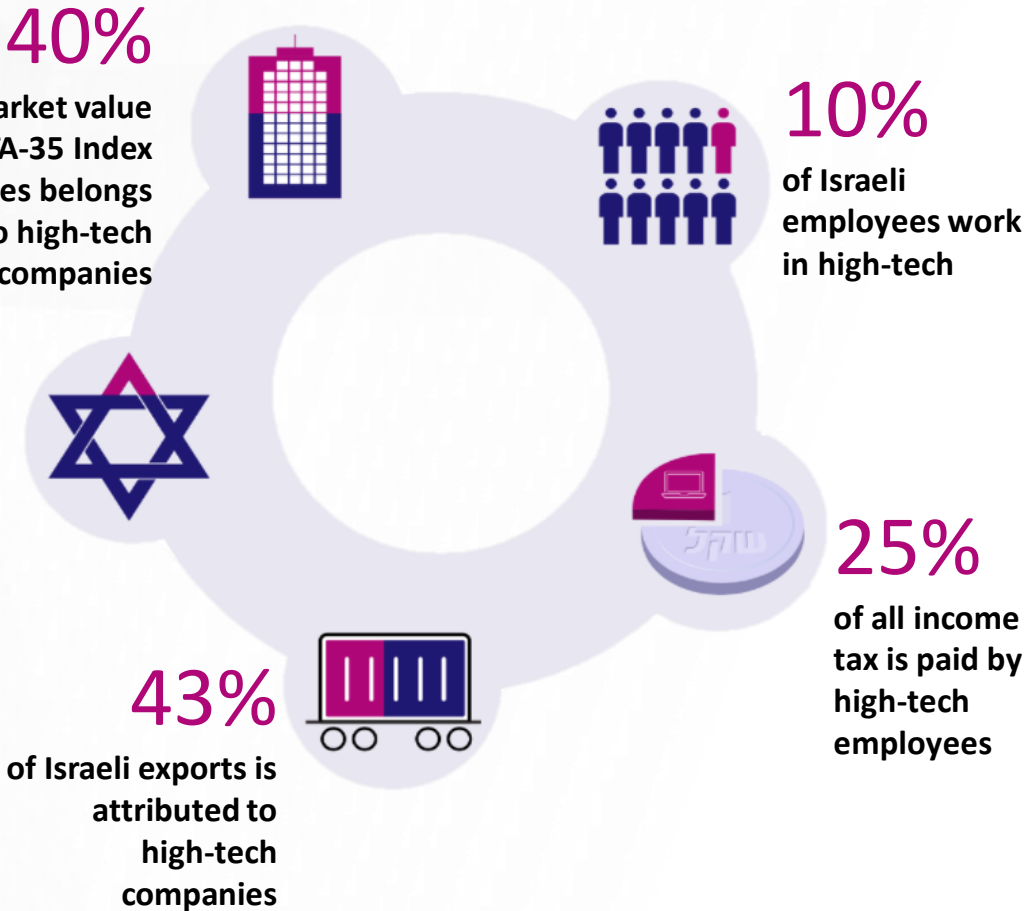 40%
arket value
A-35 Index
es belongs
o high-tech
companies
10%
of Israeli
employees work
in high-tech
שקל
25%
of all income
tax is paid by
high-tech
employees
43%
of Israeli exports is
attributed to
high-tech
companies